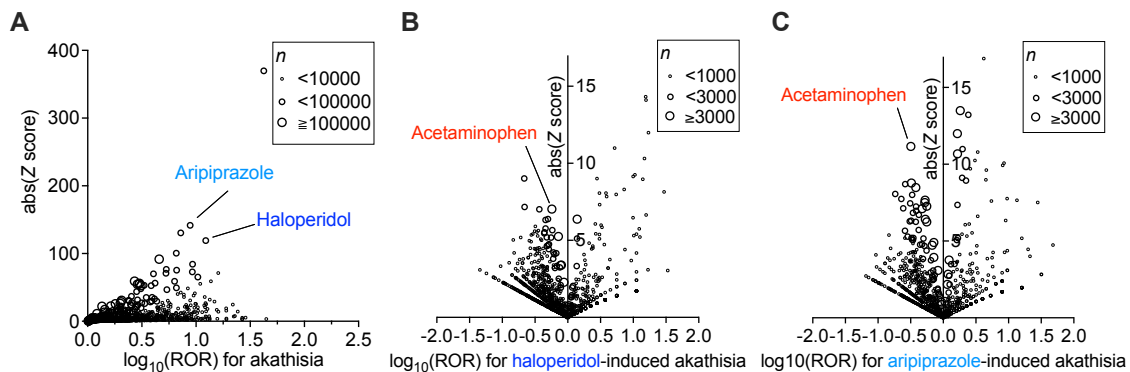 A
400
300
200
100
0
abs(Z score)
0.0 0.5 1.0 1.5 2.0 2.5
log10(ROR) for akathisia
n
<10000
<100000
≧100000
Aripiprazole
Haloperidol
B
15
10
5
abs(Z score)
n
<1000
<3000
≥3000
Acetaminophen
-2.0 -1.5 -1.0 -0.5 0.0 0.5 1.0 1.5 2.0
log10(ROR) for haloperidol-induced akathisia
C
15
10
5
abs(Z score)
n
<1000
<3000
≥3000
Acetaminophen
-2.0 -1.5 -1.0 -0.5 0.0 0.5 1.0 1.5 2.0
log10(ROR) for aripiprazole-induced akathisia